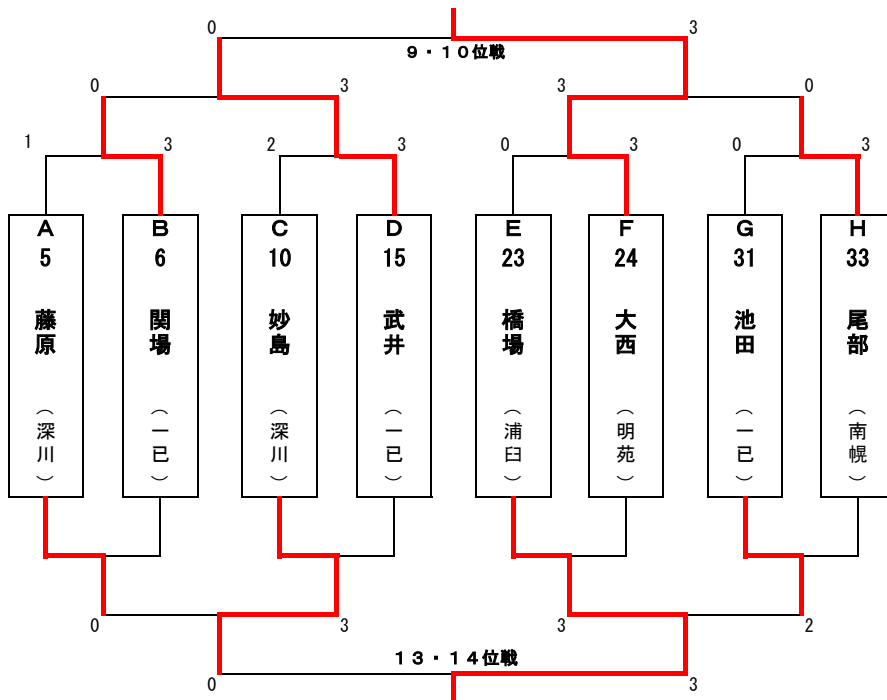 0 3
9・10位戦
0 3 3 0
1 3 2 3 0 3 0 3
A B C D E F G H
5 6 10 15 23 24 31 33
藤原 関場 妙島 武井 橋場 大西 池田 尾部
（深川） （一已） （深川） （一已） （浦臼） （明苑） （一已） （南幌）
0 3 3 2
13・14位戦
0 3